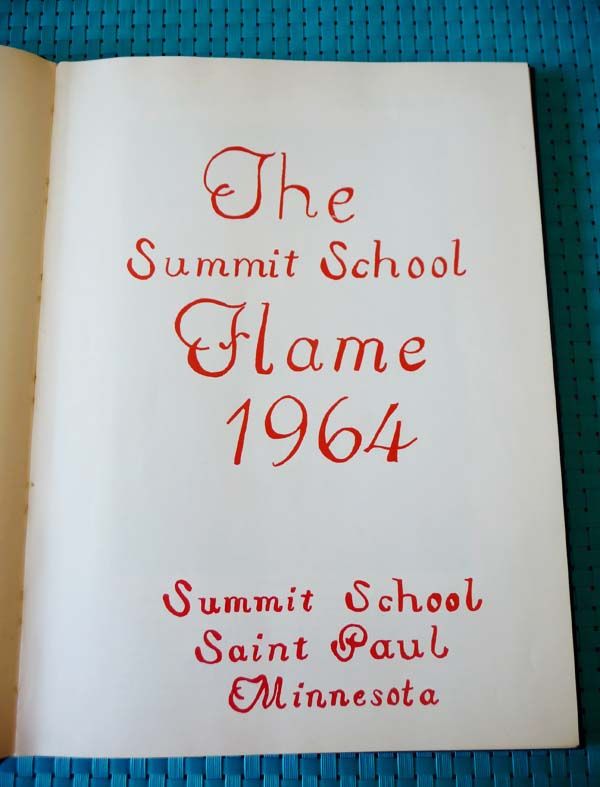 The
Summit School
Flame
1964
Summit School
Saint Paul
Minnesota